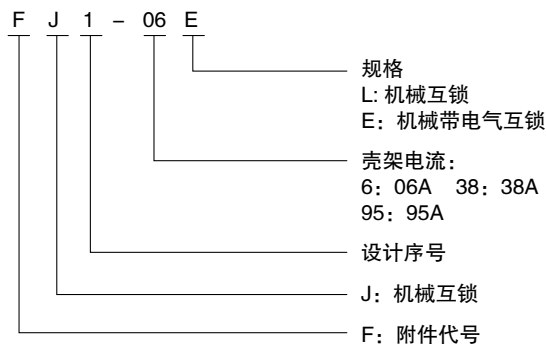 F J 1 – 06 E
规格
L: 机械互锁
E：机械带电气互锁
壳架电流：
6：06A 38：38A
95：95A
设计序号
J：机械互锁
F：附件代号